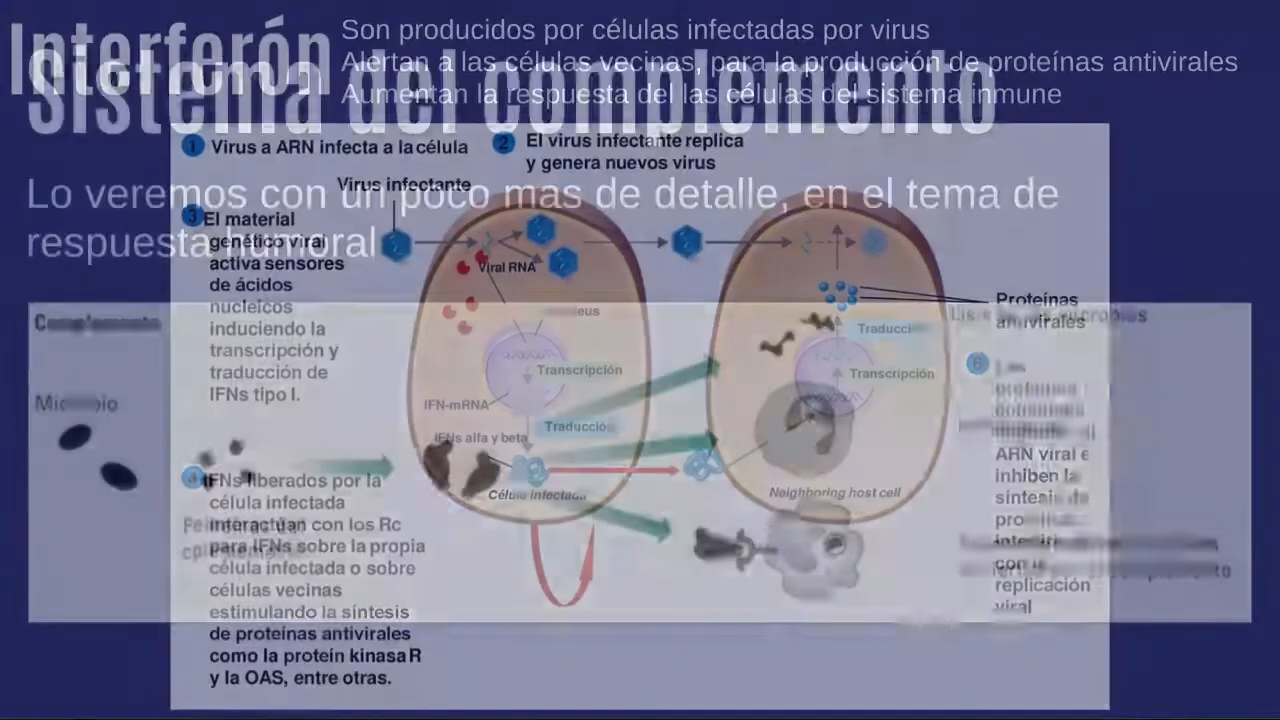 Interferón
Son producidos por células infectadas por virus
Alertan a las células vecinas, para la producción de proteínas antivirales
Aumentan la respuesta del las células del sistema inmune
Sistema del complemento
Lo veremos con un poco mas de detalle, en el tema de
respuesta humoral
1 Virus a ARN infecta a la célula
2 El virus infectante replica
y genera nuevos virus
Virus infectante
3 El material
genético viral
activa sensores
de ácidos
nucleicos
induciendo la
transcripción y
traducción de
IFNs tipo I.
Viral RNA
Transcripción
IFN-mRNA
Traducción
IFNs alfa y beta
Célula infectada
4 IFNs liberados por la
célula infectada
interactúan con los Rc
para IFNs sobre la propia
célula infectada o sobre
células vecinas
estimulando la síntesis
de proteínas antivirales
como la protein kinasa R
y la OAS, entre otras.
Traducci
Transcripción
Neighboring host cell
Proteínas
antivirales
ARN viral e
inhiben la
síntesis de
con la
replicación
viral
Complemento
Microbio